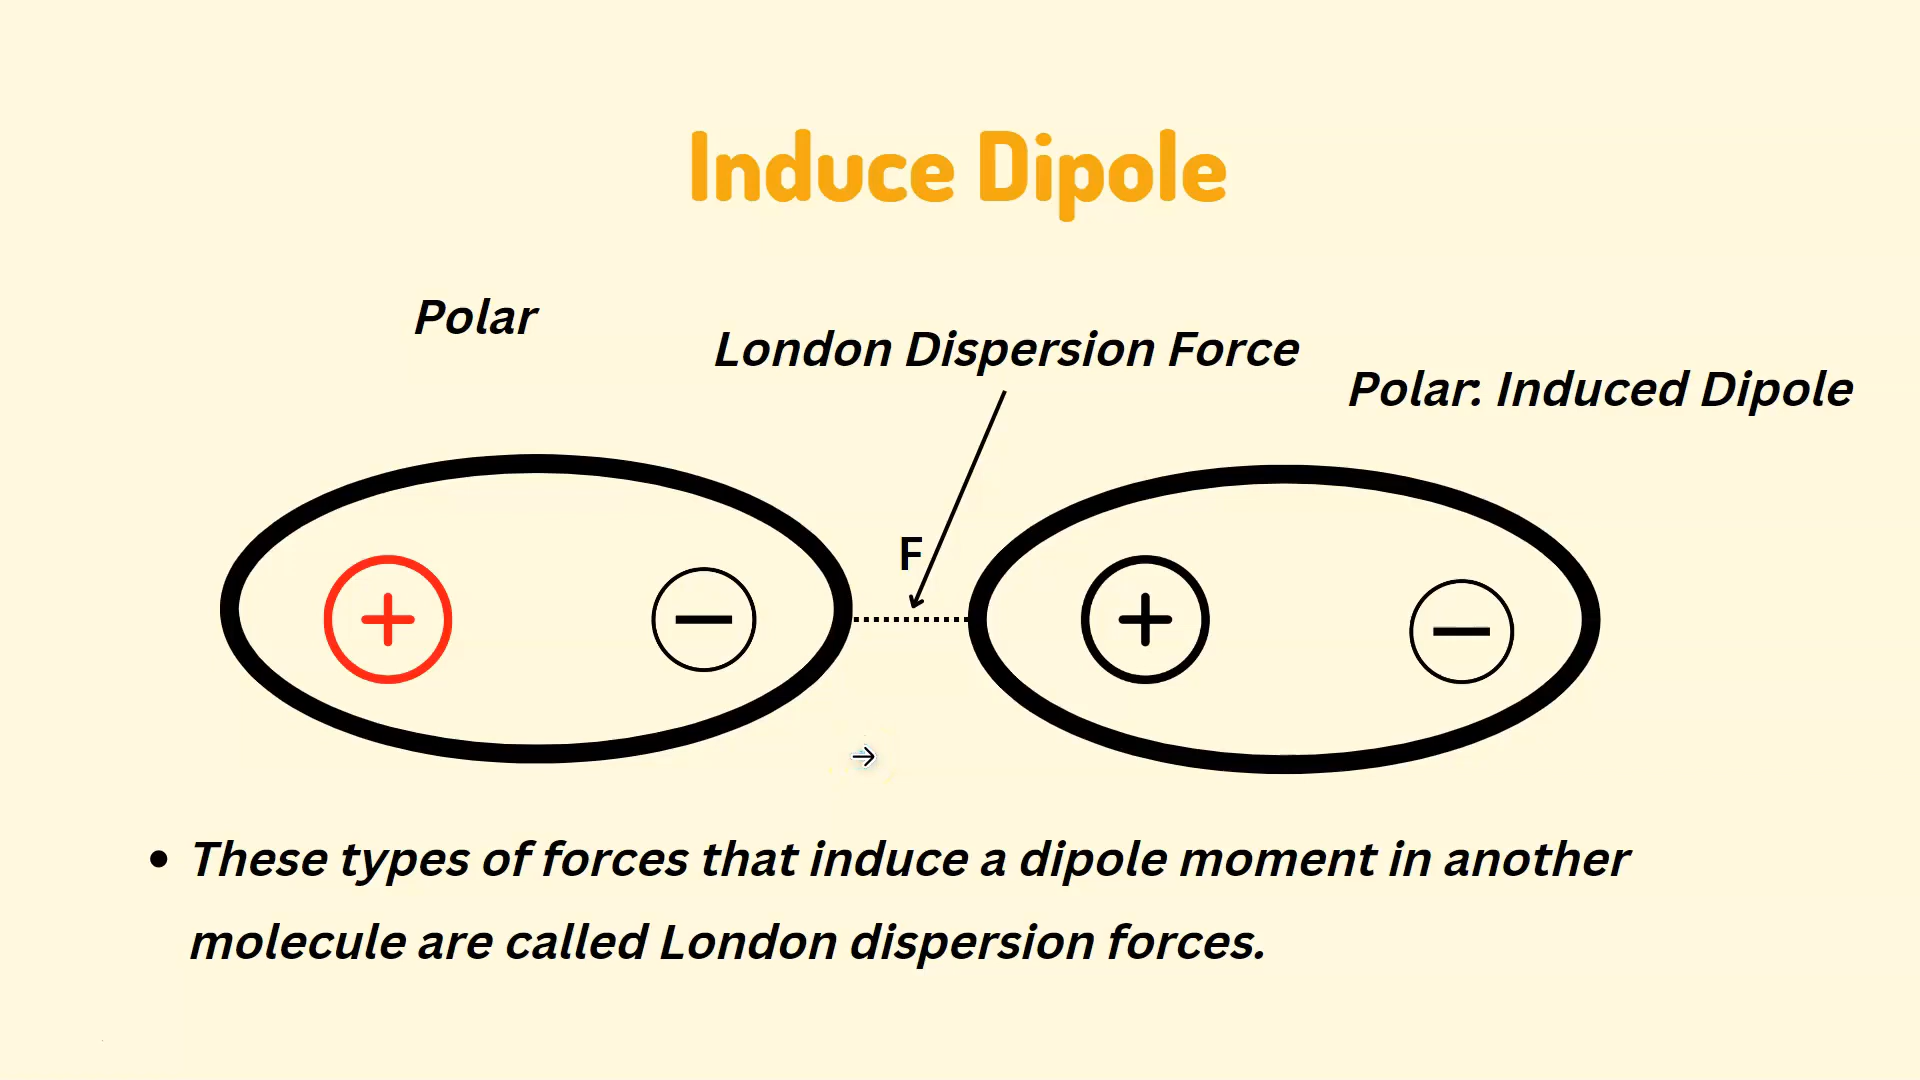 Induce Dipole
Polar
London Dispersion Force
Polar: Induced Dipole
F
+ − + −
• These types of forces that induce a dipole moment in another
molecule are called London dispersion forces.